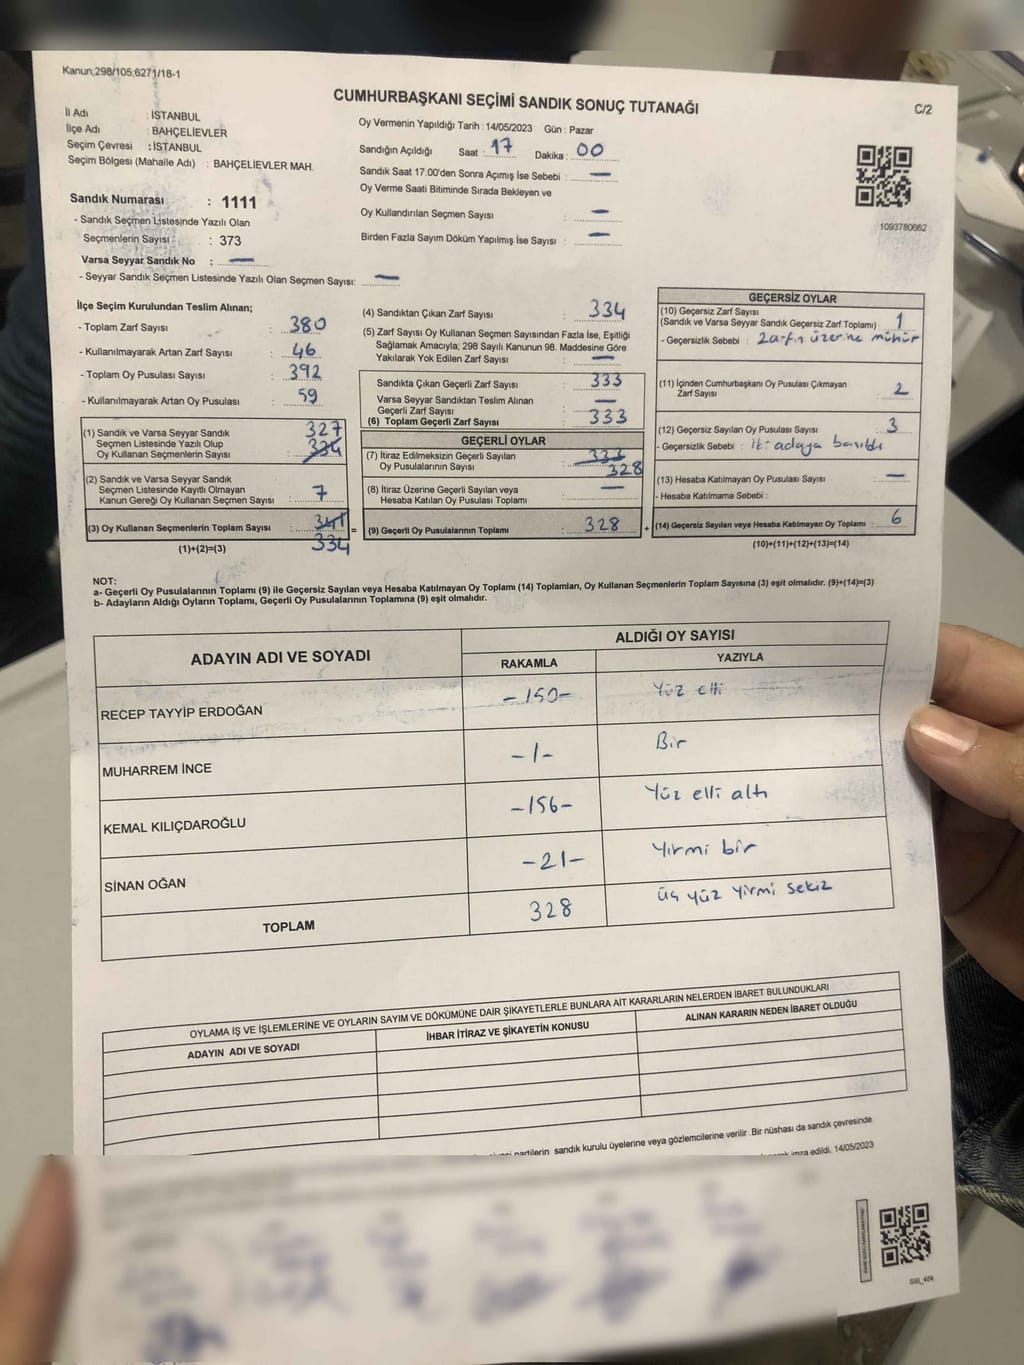 Kanun;298/105;6271/18-1
CUMHURBAŞKANI SEÇİMİ SANDIK SONUÇ TUTANAĞI
C/2
İl Adı : İSTANBUL
İlçe Adı : BAHÇELİEVLER
Seçim Çevresi : İSTANBUL
Seçim Bölgesi (Mahalle Adı) : BAHÇELİEVLER MAH.
Oy Vermenin Yapıldığı Tarih : 14/05/2023 Gün : Pazar
Sandığın Açıldığı Saat : 17 Dakika : 00
Sandık Saat 17.00'den Sonra Açımış İse Sebebi : —
Oy Verme Saati Bitiminde Sırada Bekleyen ve
Oy Kullandırılan Seçmen Sayısı : —
Birden Fazla Sayım Döküm Yapılmış İse Sayısı : —
1093780662
Sandık Numarası : 1111
- Sandık Seçmen Listesinde Yazılı Olan
Seçmenlerin Sayısı : 373
Varsa Seyyar Sandık No : —
- Seyyar Sandık Seçmen Listesinde Yazılı Olan Seçmen Sayısı: —
İlçe Seçim Kurulundan Teslim Alınan;
- Toplam Zarf Sayısı : 380
- Kullanılmayarak Artan Zarf Sayısı : 46
- Toplam Oy Pusulası Sayısı : 392
- Kullanılmayarak Artan Oy Pusulası : 59
(1) Sandık ve Varsa Seyyar Sandık
Seçmen Listesinde Yazılı Olup
Oy Kullanan Seçmenlerin Sayısı : 327 334
(2) Sandık ve Varsa Seyyar Sandık
Seçmen Listesinde Kayıtlı Olmayan
Kanun Gereği Oy Kullanan Seçmen Sayısı : 7
(3) Oy Kullanan Seçmenlerin Toplam Sayısı : 341 334 =
(1)+(2)=(3)
(4) Sandıktan Çıkan Zarf Sayısı : 334
(5) Zarf Sayısı Oy Kullanan Seçmen Sayısından Fazla İse, Eşitliği
Sağlamak Amacıyla; 298 Sayılı Kanunun 98. Maddesine Göre
Yakılarak Yok Edilen Zarf Sayısı : —
Sandıkta Çıkan Geçerli Zarf Sayısı : 333
Varsa Seyyar Sandıktan Teslim Alınan
Geçerli Zarf Sayısı : —
(6) Toplam Geçerli Zarf Sayısı : 333
GEÇERLİ OYLAR
(7) İtiraz Edilmeksizin Geçerli Sayılan
Oy Pusulalarının Sayısı : 328
(8) İtiraz Üzerine Geçerli Sayılan veya
Hesaba Katılan Oy Pusulası Toplamı : —
(9) Geçerli Oy Pusulalarının Toplamı : 328 +
GEÇERSİZ OYLAR
(10) Geçersiz Zarf Sayısı
(Sandık ve Varsa Seyyar Sandık Geçersiz Zarf Toplamı) : 1
- Geçersizlik Sebebi : Zarfın üzerine mühür
(11) İçinden Cumhurbaşkanı Oy Pusulası Çıkmayan
Zarf Sayısı : 2
(12) Geçersiz Sayılan Oy Pusulası Sayısı : 3
- Geçersizlik Sebebi : İki adaya basıldı
(13) Hesaba Katılmayan Oy Pusulası Sayısı : —
- Hesaba Katılmama Sebebi :
(14) Geçersiz Sayılan veya Hesaba Katılmayan Oy Toplamı : 6
(10)+(11)+(12)+(13)=(14)
NOT:
a- Geçerli Oy Pusulalarının Toplamı (9) ile Geçersiz Sayılan veya Hesaba Katılmayan Oy Toplamı (14) Toplamları, Oy Kullanan Seçmenlerin Toplam Sayısına (3) eşit olmalıdır. (9)+(14)=(3)
b- Adayların Aldığı Oyların Toplamı, Geçerli Oy Pusulalarının Toplamına (9) eşit olmalıdır.
ADAYIN ADI VE SOYADI
ALDIĞI OY SAYISI
RAKAMLA YAZIYLA
RECEP TAYYİP ERDOĞAN -150- Yüz elli
MUHARREM İNCE -1- Bir
KEMAL KILIÇDAROĞLU -156- Yüz elli altı
SİNAN OĞAN -21- Yirmi bir
TOPLAM 328 üç yüz yirmi sekiz
OYLAMA İŞ VE İŞLEMLERİNE VE OYLARIN SAYIM VE DÖKÜMÜNE DAİR ŞİKAYETLERLE BUNLARA AİT KARARLARIN NELERDEN İBARET BULUNDUKLARI
ADAYIN ADI VE SOYADI İHBAR İTİRAZ VE ŞİKAYETİN KONUSU ALINAN KARARIN NEDEN İBARET OLDUĞU
partilerin sandık kurulu üyelerine veya gözlemcilerine verilir .Bir nüshası da sandık çevresinde
imza edildi. 14/05/2023